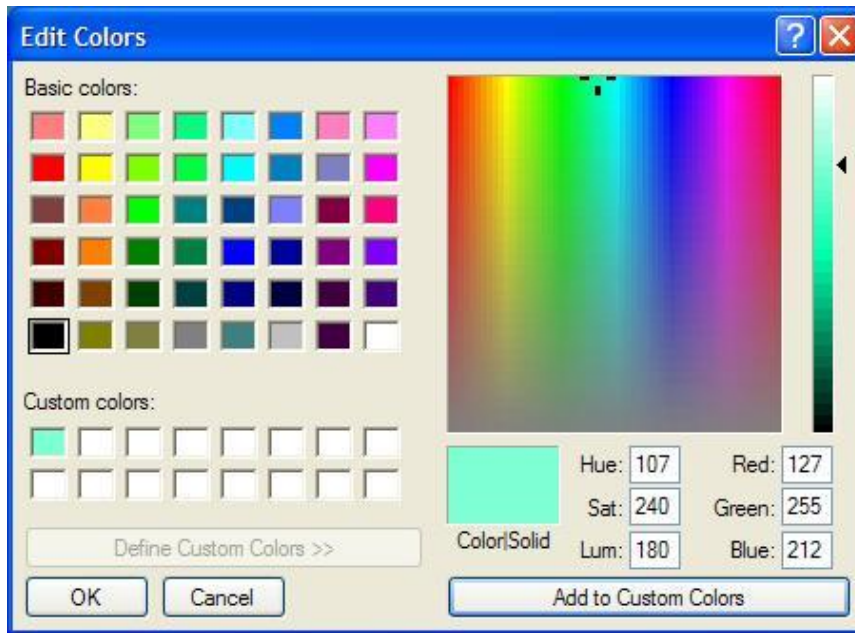 Edit Colors
?
Basic colors:
Custom colors:
Define Custom Colors >>
OK Cancel
Color|Solid
Hue: 107 Red: 127
Sat: 240 Green: 255
Lum: 180 Blue: 212
Add to Custom Colors